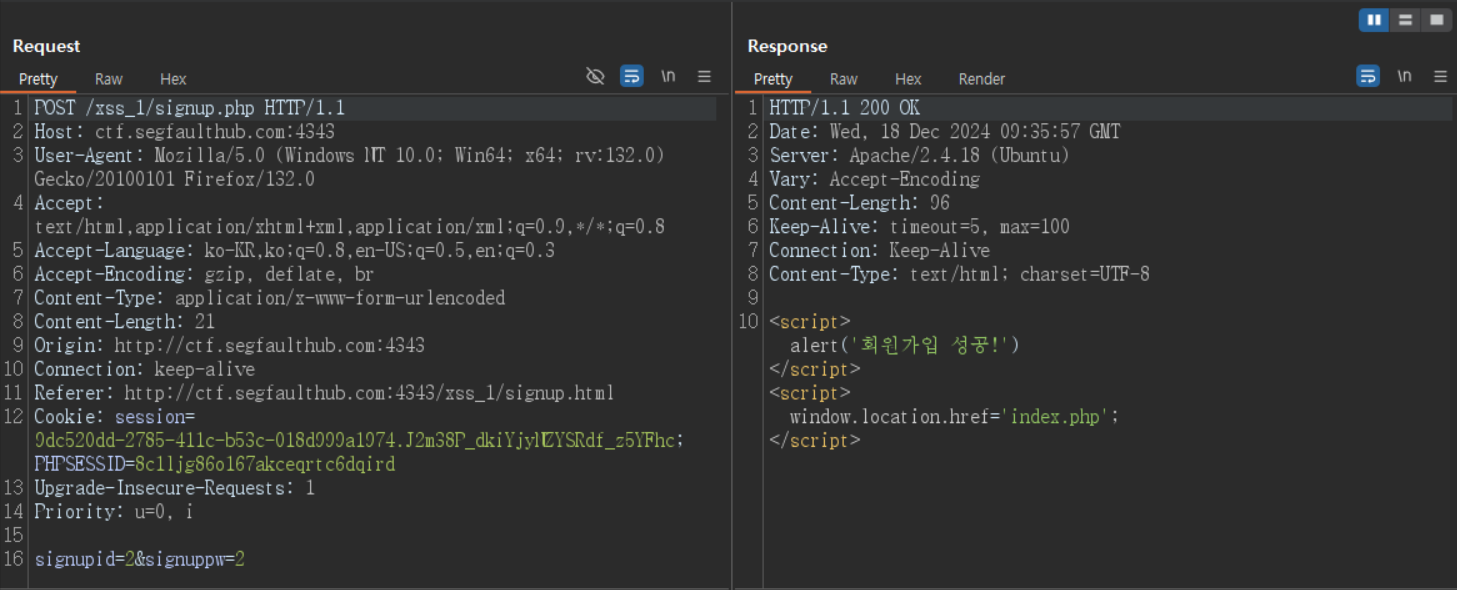 Request
Pretty Raw Hex
\n
1 POST /xss_1/signup.php HTTP/1.1
2 Host: ctf.segfaulthub.com:4343
3 User-Agent: Mozilla/5.0 (Windows NT 10.0; Win64; x64; rv:132.0)
Gecko/20100101 Firefox/132.0
4 Accept:
text/html,application/xhtml+xml,application/xml;q=0.9,*/*;q=0.8
5 Accept-Language: ko-KR,ko;q=0.8,en-US;q=0.5,en;q=0.3
6 Accept-Encoding: gzip, deflate, br
7 Content-Type: application/x-www-form-urlencoded
8 Content-Length: 21
9 Origin: http://ctf.segfaulthub.com:4343
10 Connection: keep-alive
11 Referer: http://ctf.segfaulthub.com:4343/xss_1/signup.html
12 Cookie: session=
9dc520dd-2785-411c-b53c-018d999a1974.J2m38P_dkiYjylUZYSRdf_z5YFhc;
PHPSESSID=8c1ljg86o167akceqrtc6dqird
13 Upgrade-Insecure-Requests: 1
14 Priority: u=0, i
15
16 signupid=2&signuppw=2
Response
Pretty Raw Hex Render
\n
1 HTTP/1.1 200 OK
2 Date: Wed, 18 Dec 2024 09:35:57 GMT
3 Server: Apache/2.4.18 (Ubuntu)
4 Vary: Accept-Encoding
5 Content-Length: 96
6 Keep-Alive: timeout=5, max=100
7 Connection: Keep-Alive
8 Content-Type: text/html; charset=UTF-8
9
10 <script>
alert('회원가입 성공!')
</script>
<script>
window.location.href='index.php';
</script>